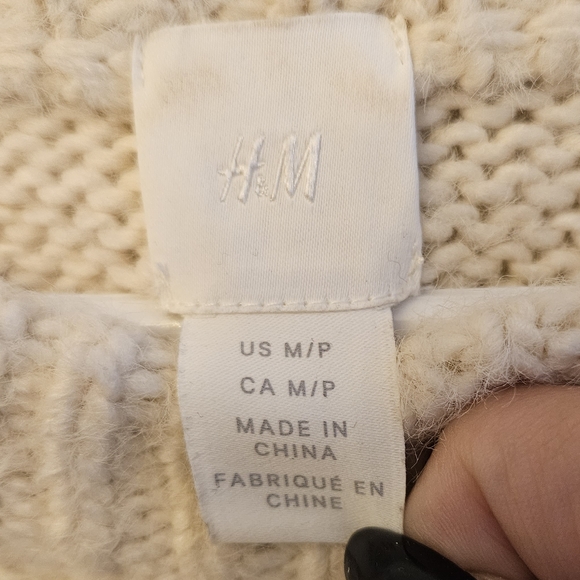 H&M
US M/P
CA M/P
MADE IN
CHINA
FABRIQUÉ EN
CHINE